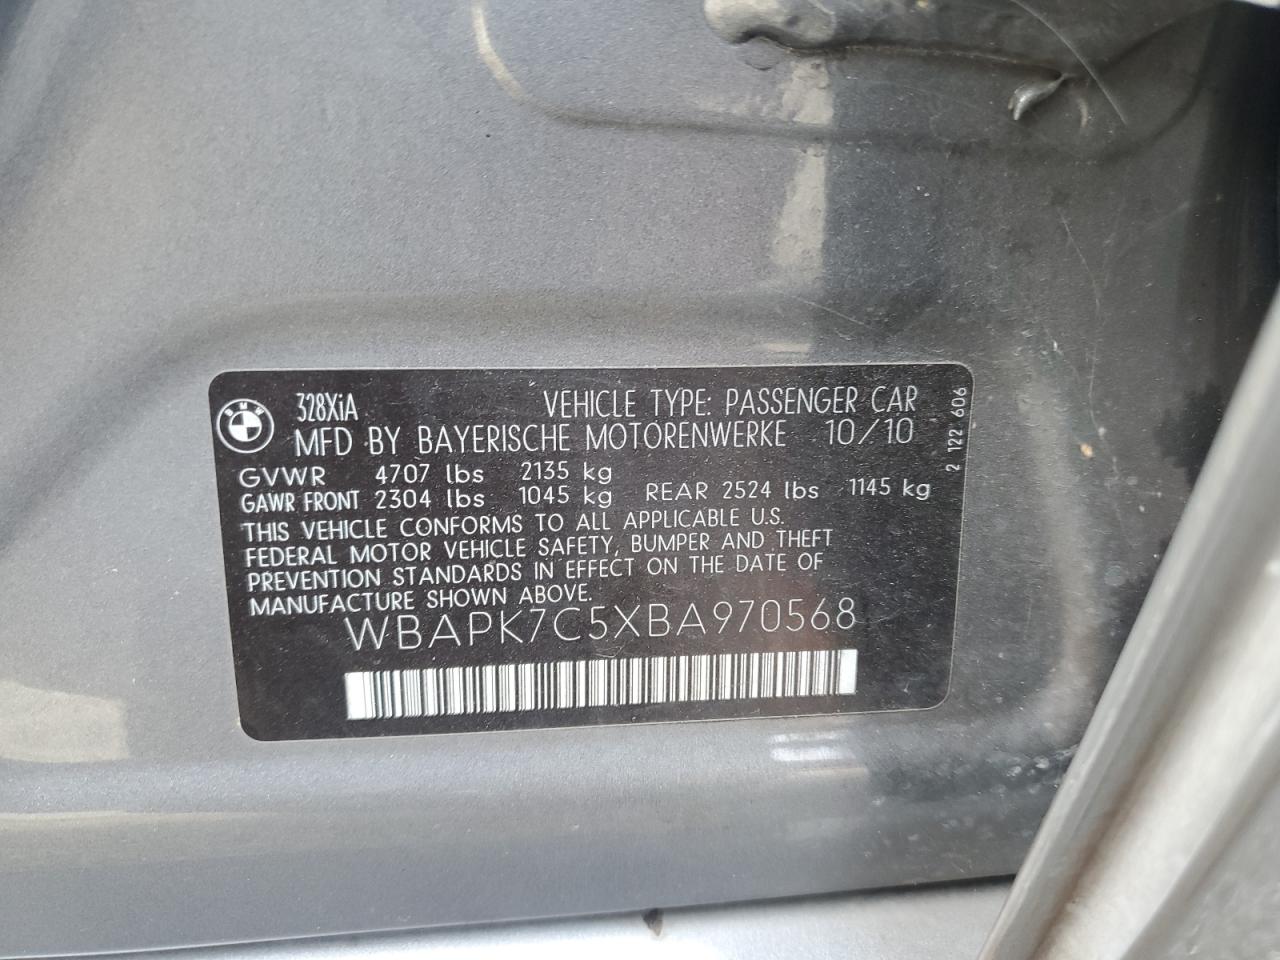 BMW
328XiA VEHICLE TYPE: PASSENGER CAR
MFD BY BAYERISCHE MOTORENWERKE 10/10
GVWR 4707 lbs 2135 kg
GAWR FRONT 2304 lbs 1045 kg REAR 2524 lbs 1145 kg
THIS VEHICLE CONFORMS TO ALL APPLICABLE U.S.
FEDERAL MOTOR VEHICLE SAFETY, BUMPER AND THEFT
PREVENTION STANDARDS IN EFFECT ON THE DATE OF
MANUFACTURE SHOWN ABOVE.
WBAPK7C5XBA970568
2 122 606